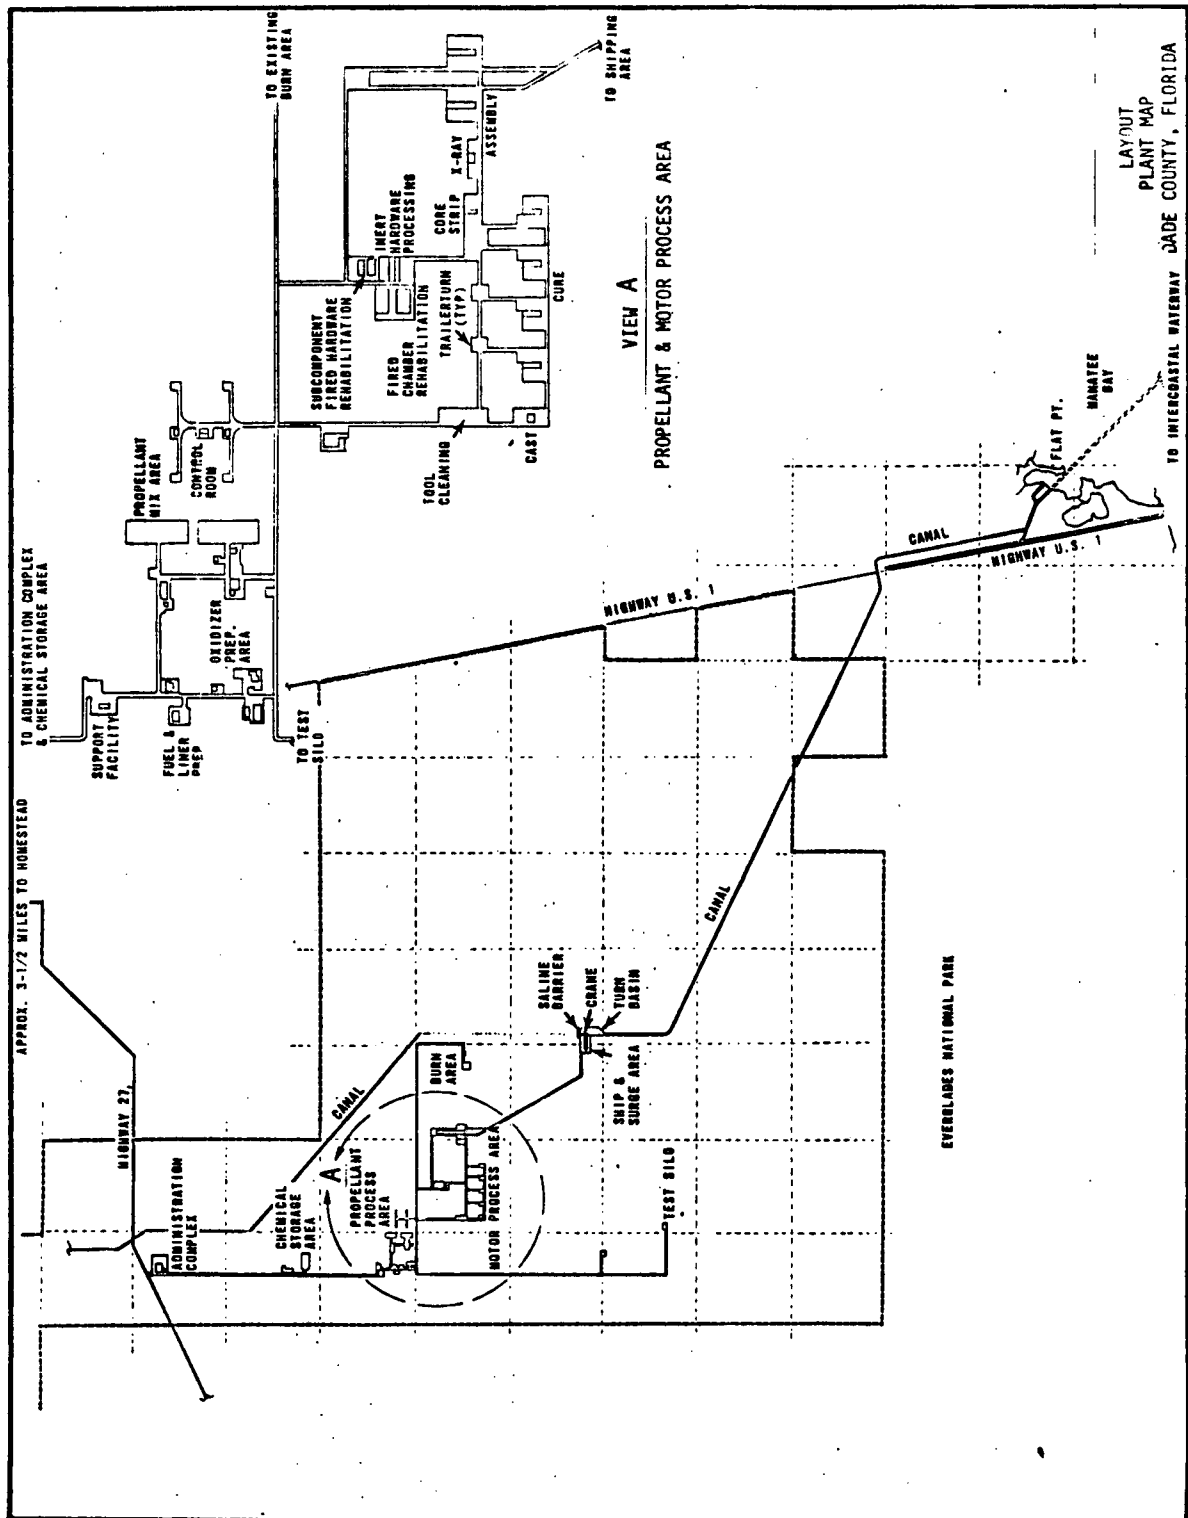 TO EXISTING
BURN AREA
TO SHIPPING
AREA
ASSEMBLY
X-RAY
CORE
STRIP
INERT
HARDWARE
PROCESSING
SUBCOMPONENT
FIRED HARDWARE
REHABILITATION
FIRED
CHAMBER
REHABILITATION
TRAILERTURN
(TYP)
CURE
TOOL
CLEANING
CAST
CONTROL
ROOM
PROPELLANT
MIX AREA
OXIDIZER
PREP.
AREA
TO ADMINISTRATION COMPLEX
& CHEMICAL STORAGE AREA
SUPPORT
FACILITY
FUEL &
LINER
PREP
TO TEST
SILO
VIEW A
PROPELLANT & MOTOR PROCESS AREA
LAYOUT
PLANT MAP
DADE COUNTY, FLORIDA
APPROX. 3-1/2 MILES TO HOMESTEAD
HIGHWAY 27
ADMINISTRATION
COMPLEX
CANAL
CHEMICAL
STORAGE
AREA
A
PROPELLANT
PROCESS
AREA
MOTOR PROCESS AREA
BURN
AREA
SALINE
BARRIER
CRANE
TURN
BASIN
SHIP &
SURGE AREA
TEST SILO
CANAL
HIGHWAY U.S. 1
CANAL
HIGHWAY U.S. 1
FLAT PT.
MANATEE
BAY
TO INTERCOASTAL WATERWAY
EVERGLADES NATIONAL PARK